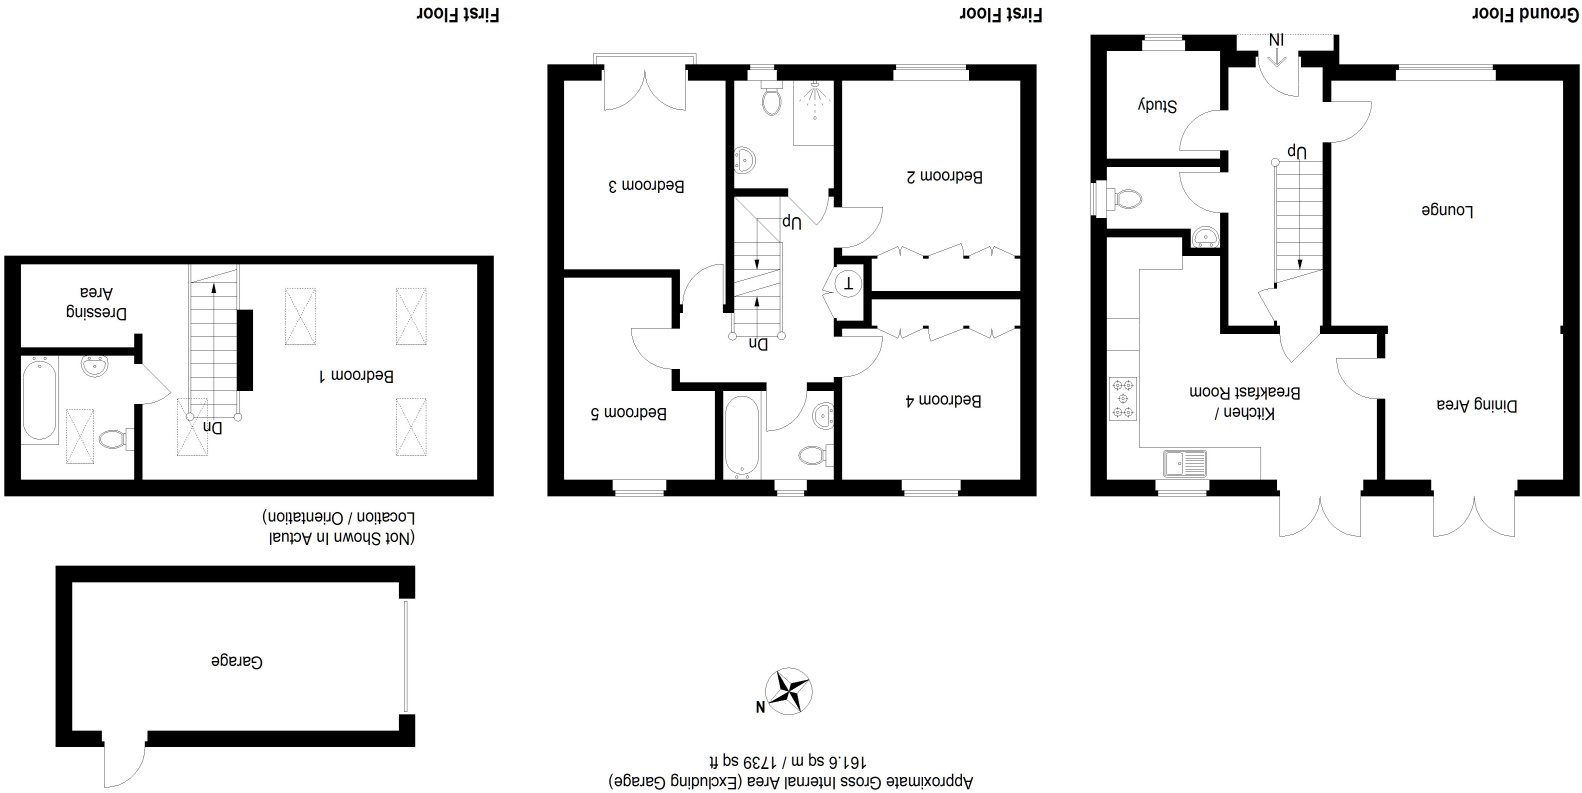 Approximate Gross Internal Area (Excluding Garage)
161.6 sq m / 1739 sq ft
N
Garage
(Not Shown In Actual
Location / Orientation)
Dining Area
Kitchen /
Breakfast Room
Lounge
Up
Study
IN
Ground Floor
Bedroom 4
Bedroom 5
Dn
T
Up
Bedroom 2
Bedroom 3
First Floor
Dn
Bedroom 1
Dressing
Area
First Floor